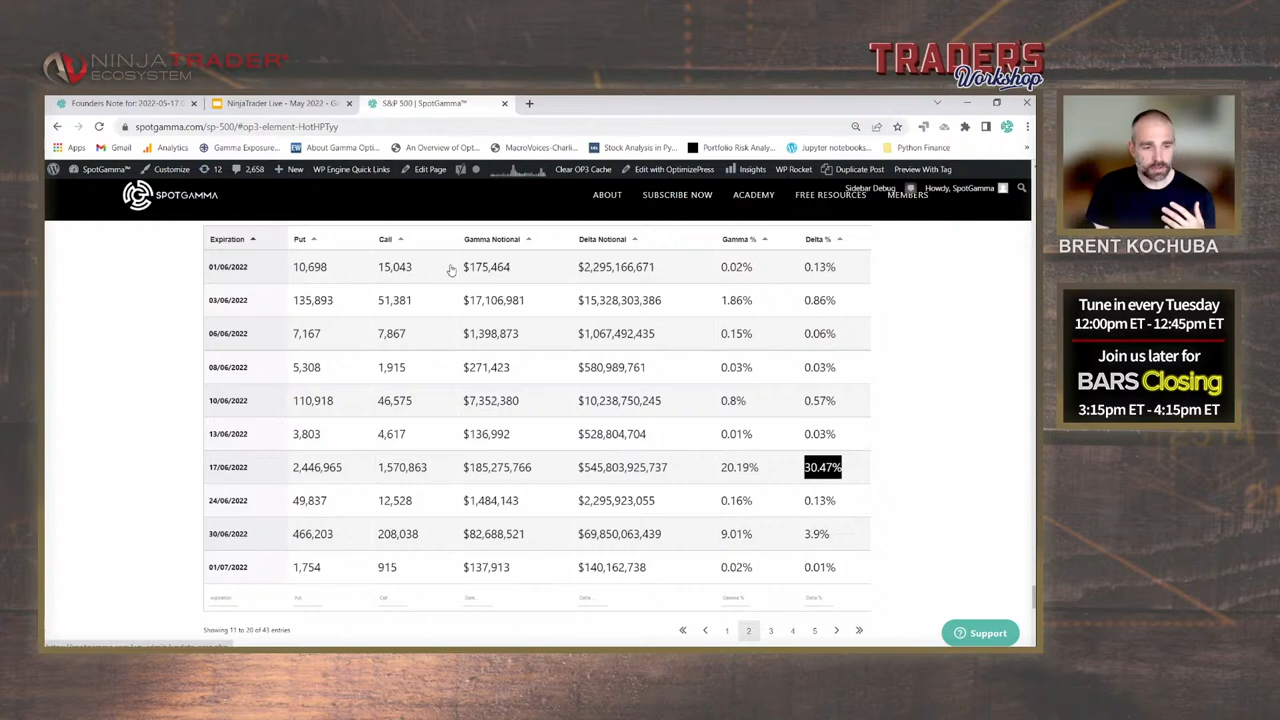 NINJATRADER
ECOSYSTEM
TRADER'S
Workshop
Founders Note for: 2022-05-17 0
NinjaTrader Live - May 2022 - G
S&P 500 | SpotGamma™
spotgamma.com/sp-500/#op3-element-HotHPTyy
Apps
Gmail
Analytics
Gamma Exposure...
About Gamma Opti...
An Overview of Opt...
MacroVoices-Charli...
Stock Analysis in Py...
Portfolio Risk Analy...
Jupyter notebooks...
Python Finance
SpotGamma™
Customize
12
2,658
+ New
WP Engine Quick Links
Edit Page
Clear OP3 Cache
Edit with OptimizePress
WP Rocket
Insights
Duplicate Post
Preview With Tag
Sidebar Debug
Howdy, SpotGamma
SPOTGAMMA
ABOUT
SUBSCRIBE NOW
ACADEMY
FREE RESOURCES
MEMBERS
Expiration Put Call Gamma Notional Delta Notional Gamma % Delta %
01/06/2022 10,698 15,043 $175,464 $2,295,166,671 0.02% 0.13%
03/06/2022 135,893 51,381 $17,106,981 $15,328,303,386 1.86% 0.86%
06/06/2022 7,167 7,867 $1,398,873 $1,067,492,435 0.15% 0.06%
08/06/2022 5,308 1,915 $271,423 $580,989,761 0.03% 0.03%
10/06/2022 110,918 46,575 $7,352,380 $10,238,750,245 0.8% 0.57%
13/06/2022 3,803 4,617 $136,992 $528,804,704 0.01% 0.03%
17/06/2022 2,446,965 1,570,863 $185,275,766 $545,803,925,737 20.19% 30.47%
24/06/2022 49,837 12,528 $1,484,143 $2,295,923,055 0.16% 0.13%
30/06/2022 466,203 208,038 $82,688,521 $69,850,063,439 9.01% 3.9%
01/07/2022 1,754 915 $137,913 $140,162,738 0.02% 0.01%
expiration Put Call Gam.. Delta .. Gamma % Delta %
Showing 11 to 20 of 43 entries
1 2 3 4 5
Support
BRENT KOCHUBA
Tune in every Tuesday
12:00pm ET - 12:45pm ET
Join us later for
BARS Closing
3:15pm ET - 4:15pm ET